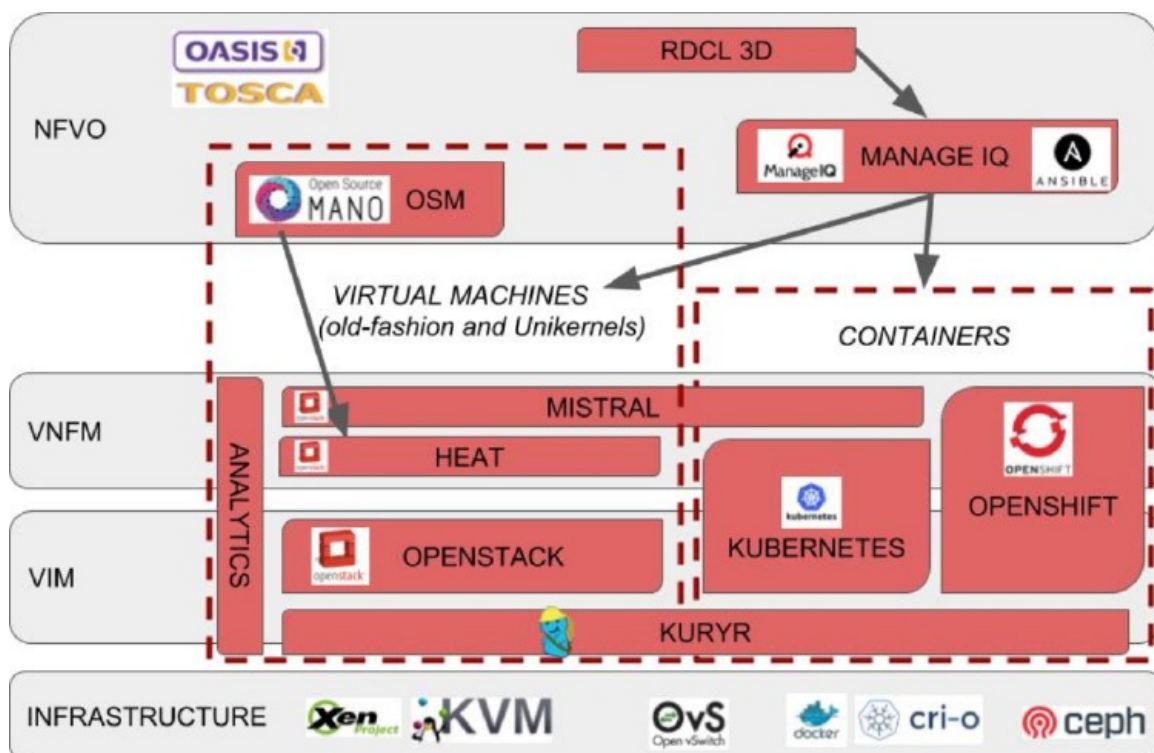 OASIS
TOSCA
RDCL 3D
NFVO
ManageIQ
MANAGE IQ
ANSIBLE
Open Source
MANO
OSM
VIRTUAL MACHINES
(old-fashion and Unikernels)
CONTAINERS
VNFM
ANALYTICS
openstack
MISTRAL
openstack
HEAT
OPENSHIFT
OPENSHIFT
kubernetes
KUBERNETES
VIM
openstack
OPENSTACK
KURYR
INFRASTRUCTURE
Xen
Project
KVM
OvS
Open vSwitch
docker
cri-o
ceph